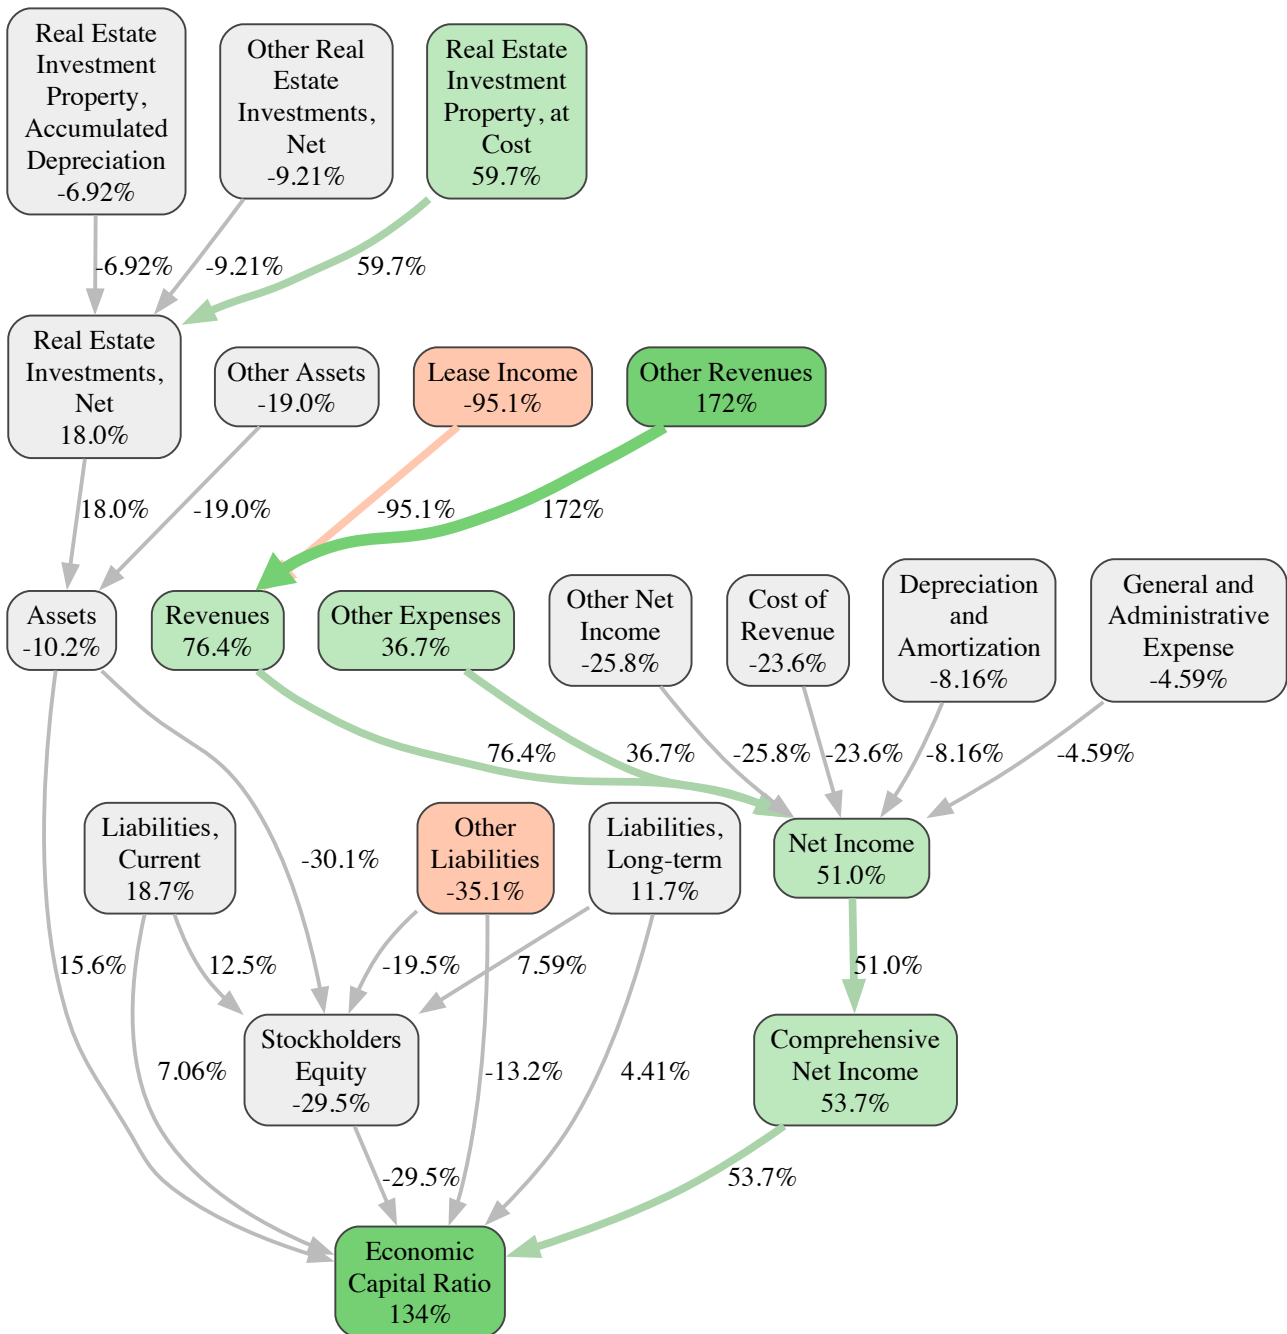 Real Estate
Investment
Property,
Accumulated
Depreciation
-6.92%
Other Real
Estate
Investments,
Net
-9.21%
Real Estate
Investment
Property, at
Cost
59.7%
-6.92%
-9.21%
59.7%
Real Estate
Investments,
Net
18.0%
Other Assets
-19.0%
Lease Income
-95.1%
Other Revenues
172%
18.0%
-19.0%
-95.1%
172%
Assets
-10.2%
Revenues
76.4%
Other Expenses
36.7%
Other Net
Income
-25.8%
Cost of
Revenue
-23.6%
Depreciation
and
Amortization
-8.16%
General and
Administrative
Expense
-4.59%
76.4%
36.7%
-25.8%
-23.6%
-8.16%
-4.59%
Liabilities,
Current
18.7%
-30.1%
Other
Liabilities
-35.1%
Liabilities,
Long-term
11.7%
Net Income
51.0%
15.6%
12.5%
-19.5%
7.59%
51.0%
Stockholders
Equity
-29.5%
Comprehensive
Net Income
53.7%
7.06%
-13.2%
4.41%
-29.5%
53.7%
Economic
Capital Ratio
134%